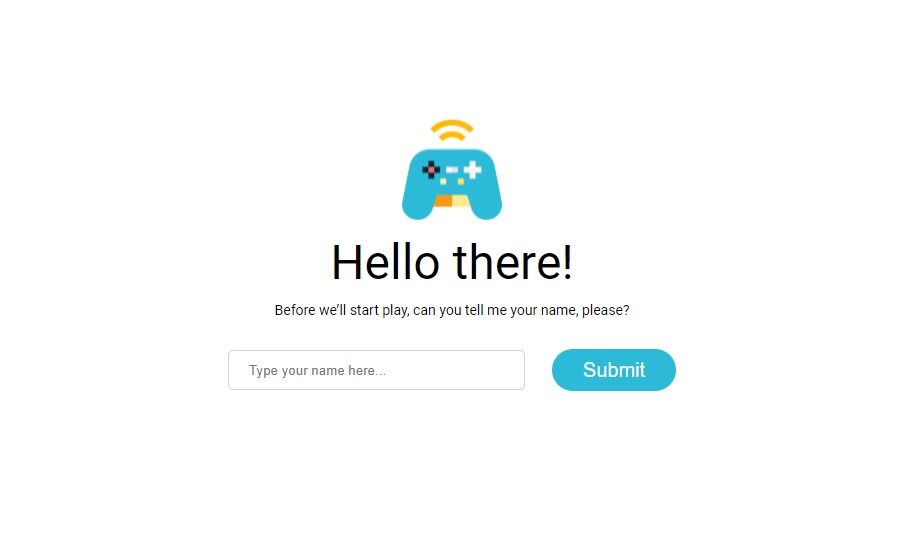 Hello there!
Before we’ll start play, can you tell me your name, please?
Type your name here...
Submit